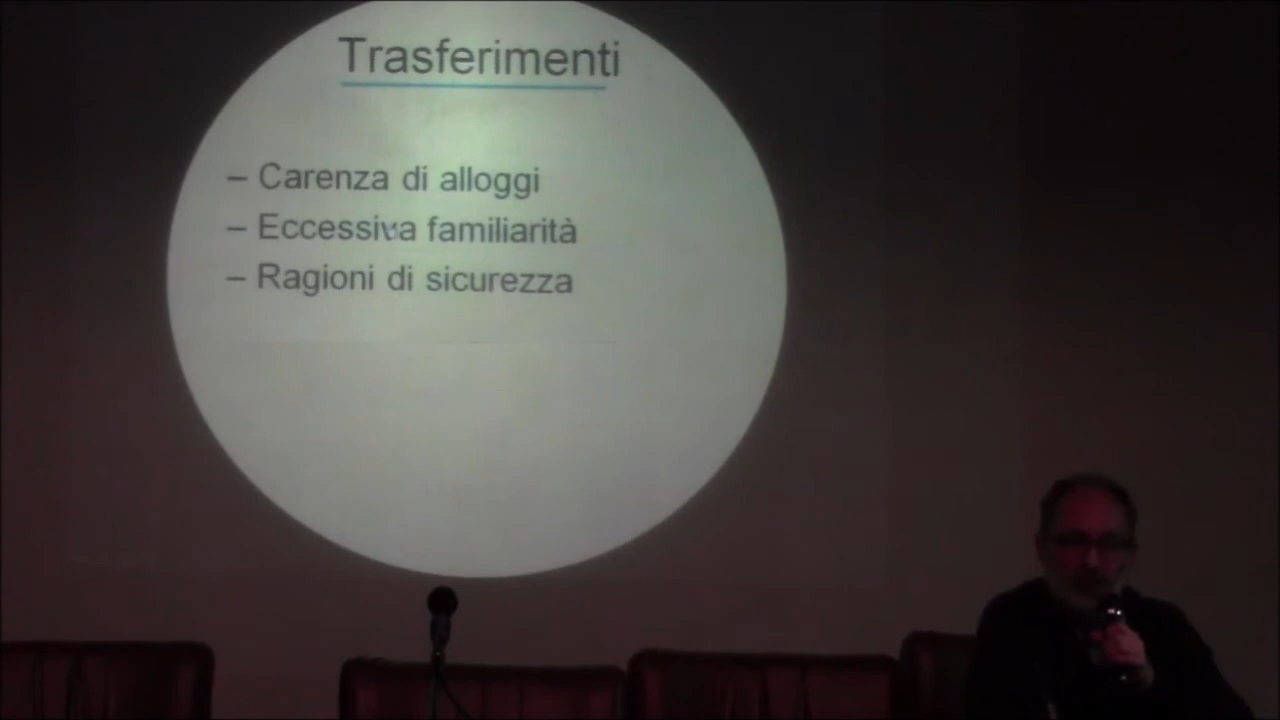 Trasferimenti
– Carenza di alloggi
– Eccessiva familiarità
– Ragioni di sicurezza